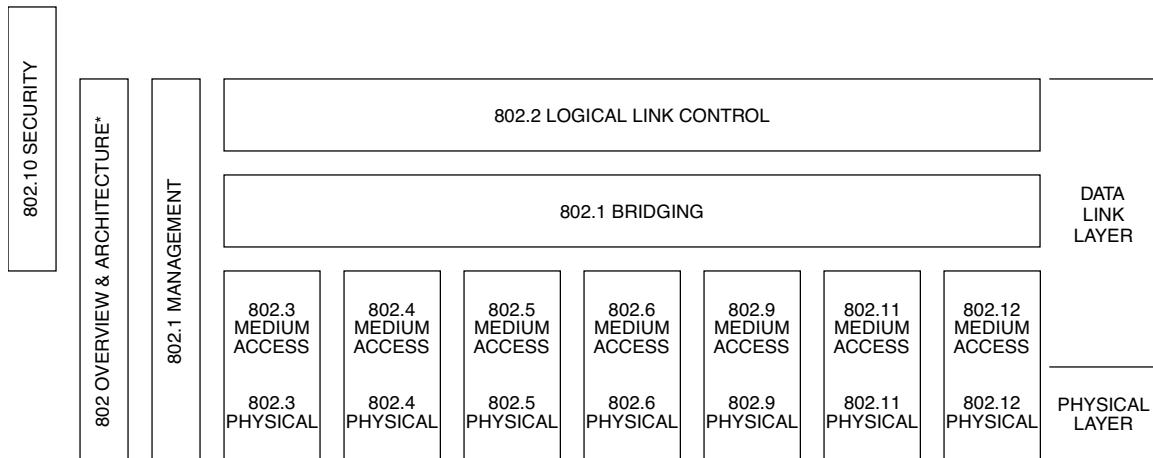 802.10 SECURITY
802 OVERVIEW & ARCHITECTURE*
802.1 MANAGEMENT
802.2 LOGICAL LINK CONTROL
802.1 BRIDGING
DATA
LINK
LAYER
802.3
MEDIUM
ACCESS
802.4
MEDIUM
ACCESS
802.5
MEDIUM
ACCESS
802.6
MEDIUM
ACCESS
802.9
MEDIUM
ACCESS
802.11
MEDIUM
ACCESS
802.12
MEDIUM
ACCESS
802.3
PHYSICAL
802.4
PHYSICAL
802.5
PHYSICAL
802.6
PHYSICAL
802.9
PHYSICAL
802.11
PHYSICAL
802.12
PHYSICAL
PHYSICAL
LAYER